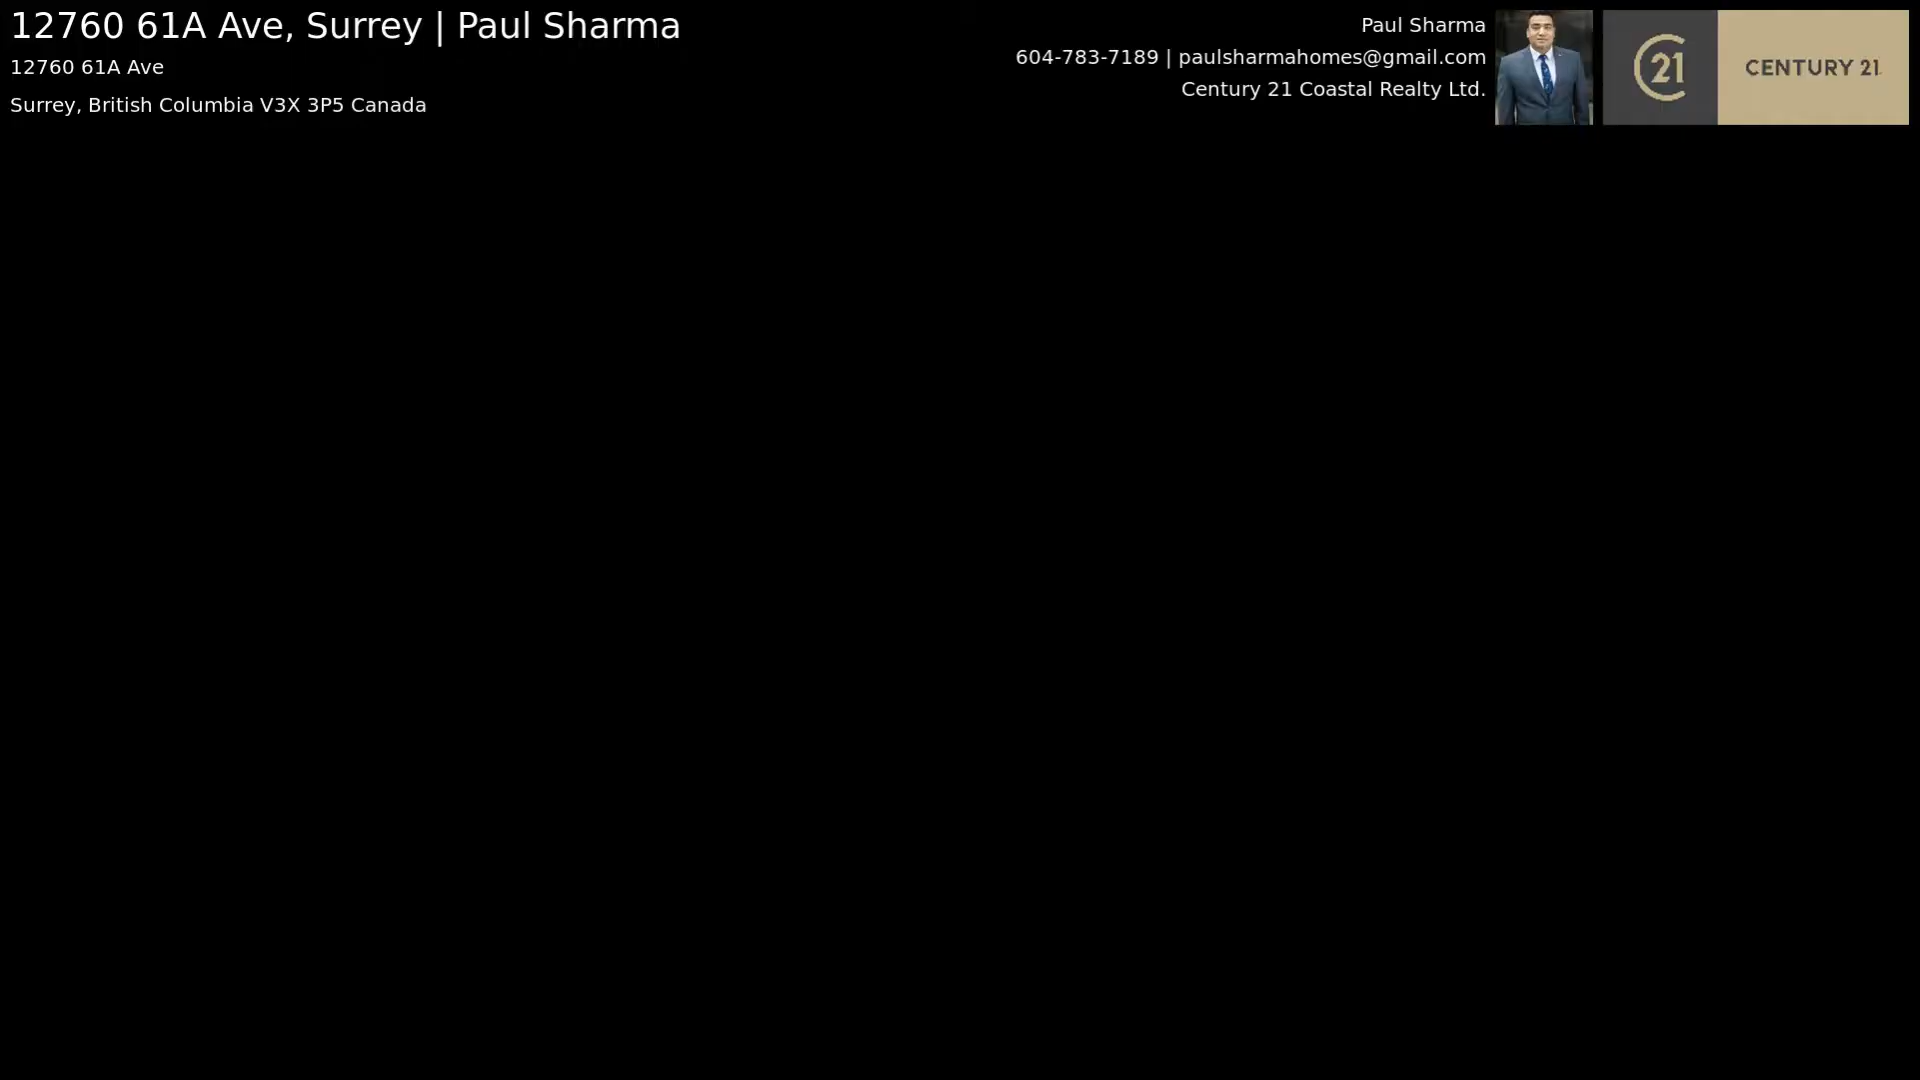 12760 61A Ave, Surrey | Paul Sharma
12760 61A Ave
Surrey, British Columbia V3X 3P5 Canada
Paul Sharma
604-783-7189 | paulsharmahomes@gmail.com
Century 21 Coastal Realty Ltd.
C21
CENTURY 21